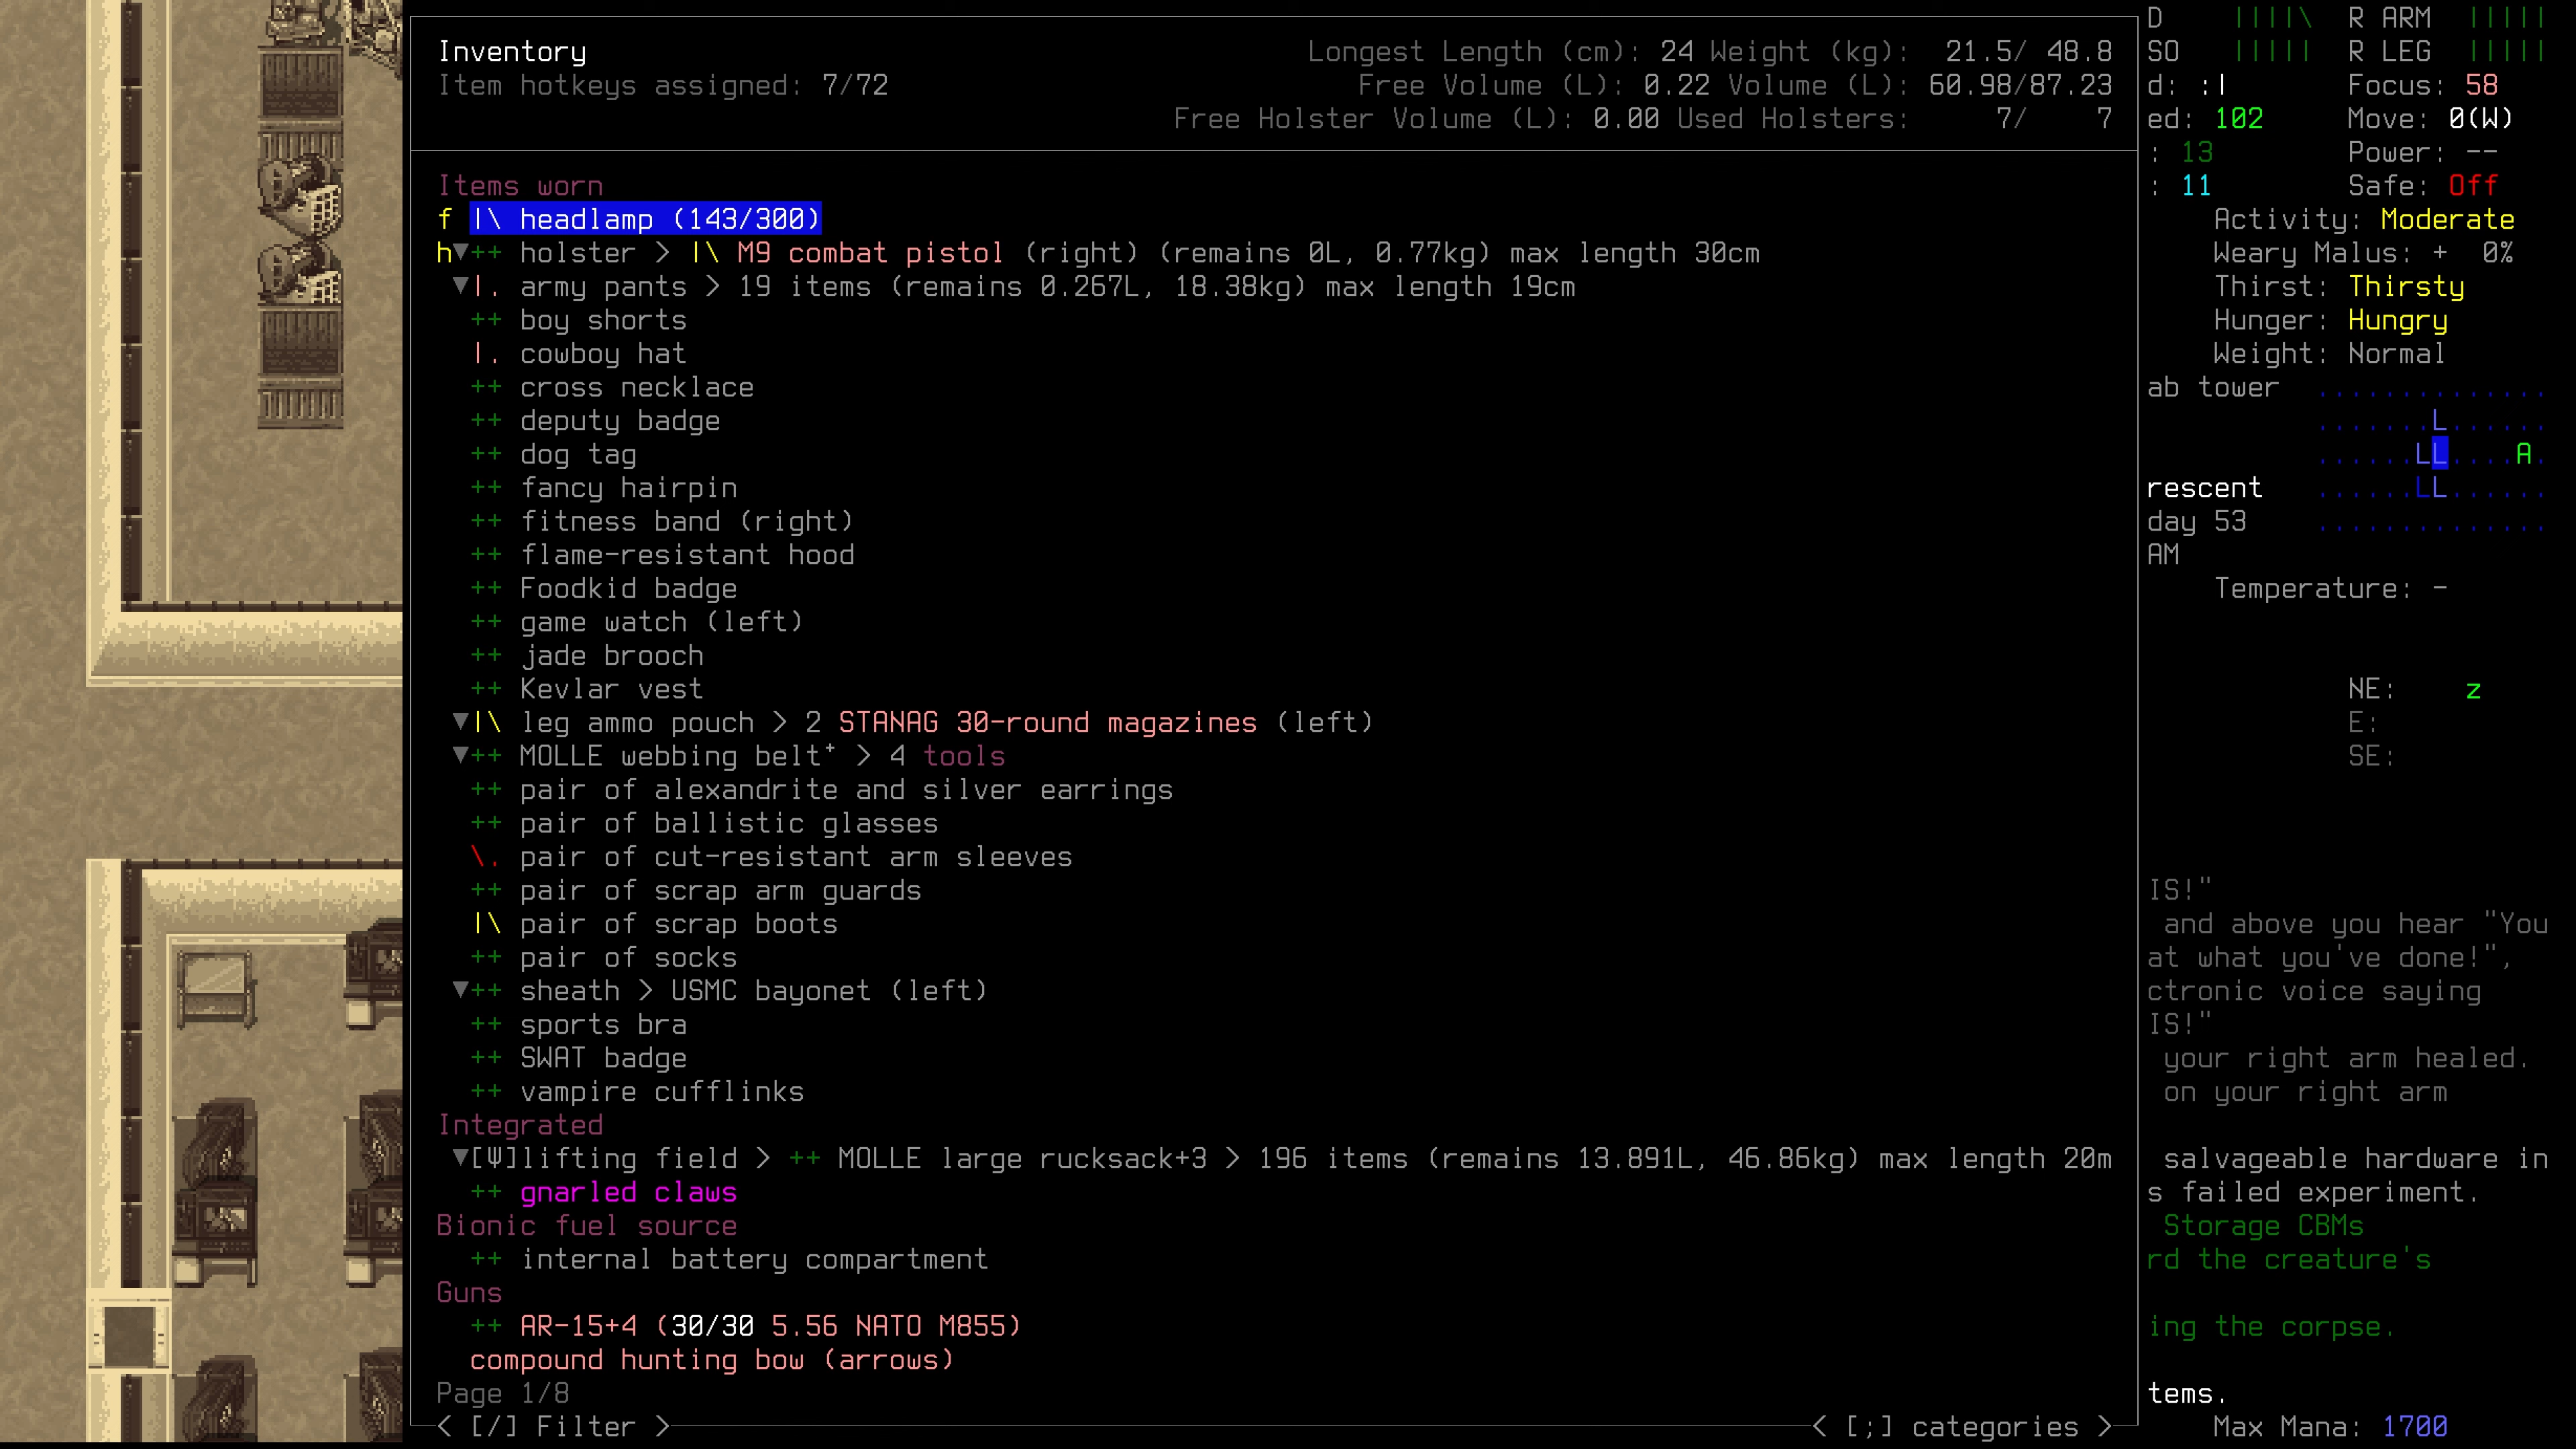 Inventory
Longest Length (cm): 24 Weight (kg): 21.5/ 48.8
Item hotkeys assigned: 7/72
Free Volume (L): 0.22 Volume (L): 60.98/87.23
Free Holster Volume (L): 0.00 Used Holsters: 7/ 7
Items worn
f |\ headlamp (143/300)
h▼++ holster > |\ M9 combat pistol (right) (remains 0L, 0.77kg) max length 30cm
▼|. army pants > 19 items (remains 0.267L, 18.38kg) max length 19cm
++ boy shorts
|. cowboy hat
++ cross necklace
++ deputy badge
++ dog tag
++ fancy hairpin
++ fitness band (right)
++ flame-resistant hood
++ Foodkid badge
++ game watch (left)
++ jade brooch
++ Kevlar vest
▼|\ leg ammo pouch > 2 STANAG 30-round magazines (left)
▼++ MOLLE webbing belt⁺ > 4 tools
++ pair of alexandrite and silver earrings
++ pair of ballistic glasses
\. pair of cut-resistant arm sleeves
++ pair of scrap arm guards
|\ pair of scrap boots
++ pair of socks
▼++ sheath > USMC bayonet (left)
++ sports bra
++ SWAT badge
++ vampire cufflinks
Integrated
▼[Ψ]lifting field > ++ MOLLE large rucksack+3 > 196 items (remains 13.891L, 46.86kg) max length 20m
++ gnarled claws
Bionic fuel source
++ internal battery compartment
Guns
++ AR-15+4 (30/30 5.56 NATO M855)
compound hunting bow (arrows)
Page 1/8
< [/] Filter >
< [;] categories >
D ||||\ R ARM |||||
SO ||||| R LEG |||||
d: :| Focus: 58
ed: 102 Move: 0(W)
: 13 Power: --
: 11 Safe: Off
Activity: Moderate
Weary Malus: + 0%
Thirst: Thirsty
Hunger: Hungry
Weight: Normal
ab tower ..............
.......L......
......LL....A.
rescent ......LL......
day 53 ..............
AM
Temperature: -
NE: z
E:
SE:
IS!"
and above you hear "You
at what you've done!",
ctronic voice saying
IS!"
your right arm healed.
on your right arm
salvageable hardware in
s failed experiment.
Storage CBMs
rd the creature's
ing the corpse.
tems.
Max Mana: 1700